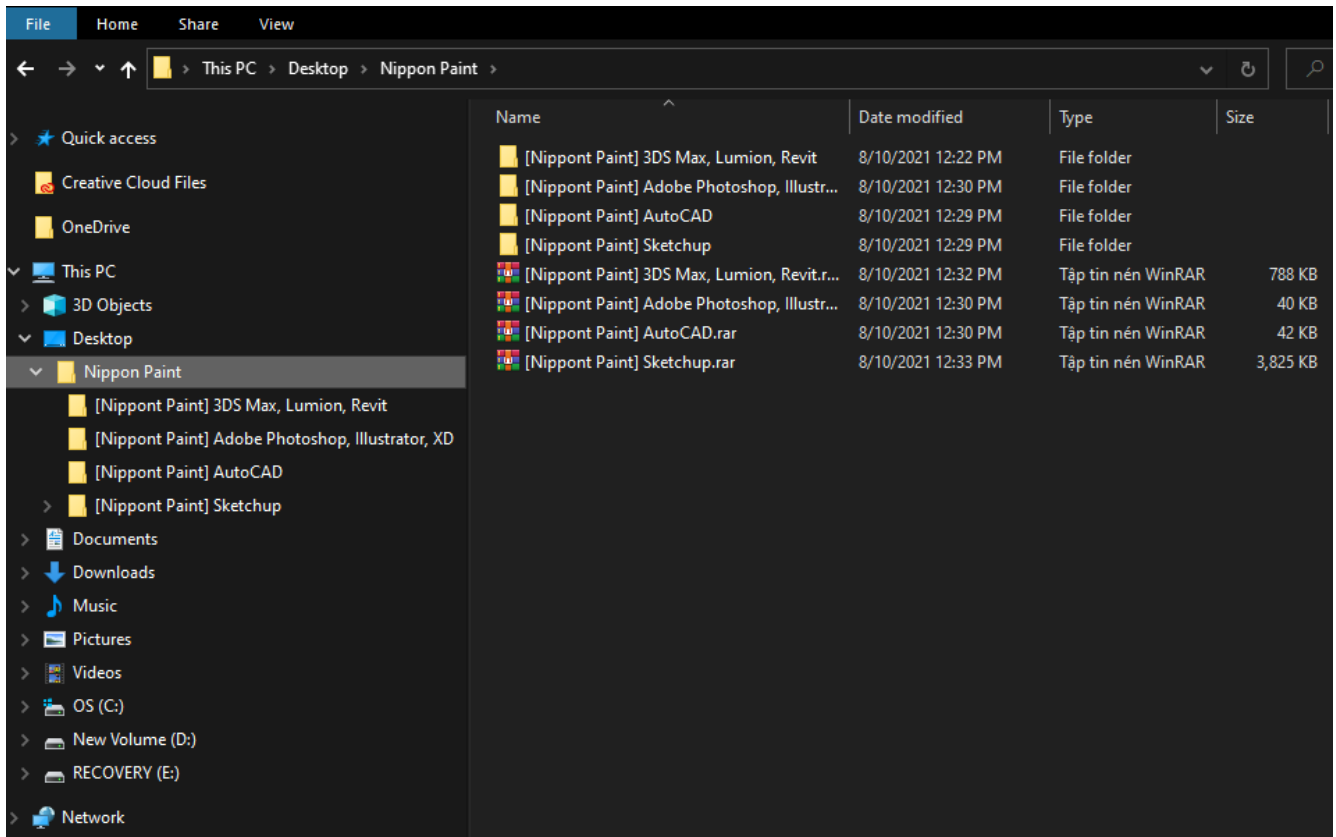 File Home Share View
This PC > Desktop > Nippon Paint >
Quick access
Creative Cloud Files
OneDrive
This PC
3D Objects
Desktop
Nippon Paint
[Nippont Paint] 3DS Max, Lumion, Revit
[Nippont Paint] Adobe Photoshop, Illustrator, XD
[Nippont Paint] AutoCAD
[Nippont Paint] Sketchup
Documents
Downloads
Music
Pictures
Videos
OS (C:)
New Volume (D:)
RECOVERY (E:)
Network
Name Date modified Type Size
[Nippont Paint] 3DS Max, Lumion, Revit 8/10/2021 12:22 PM File folder
[Nippont Paint] Adobe Photoshop, Illustr... 8/10/2021 12:30 PM File folder
[Nippont Paint] AutoCAD 8/10/2021 12:29 PM File folder
[Nippont Paint] Sketchup 8/10/2021 12:29 PM File folder
[Nippont Paint] 3DS Max, Lumion, Revit.r... 8/10/2021 12:32 PM Tập tin nén WinRAR 788 KB
[Nippont Paint] Adobe Photoshop, Illustr... 8/10/2021 12:30 PM Tập tin nén WinRAR 40 KB
[Nippont Paint] AutoCAD.rar 8/10/2021 12:30 PM Tập tin nén WinRAR 42 KB
[Nippont Paint] Sketchup.rar 8/10/2021 12:33 PM Tập tin nén WinRAR 3,825 KB